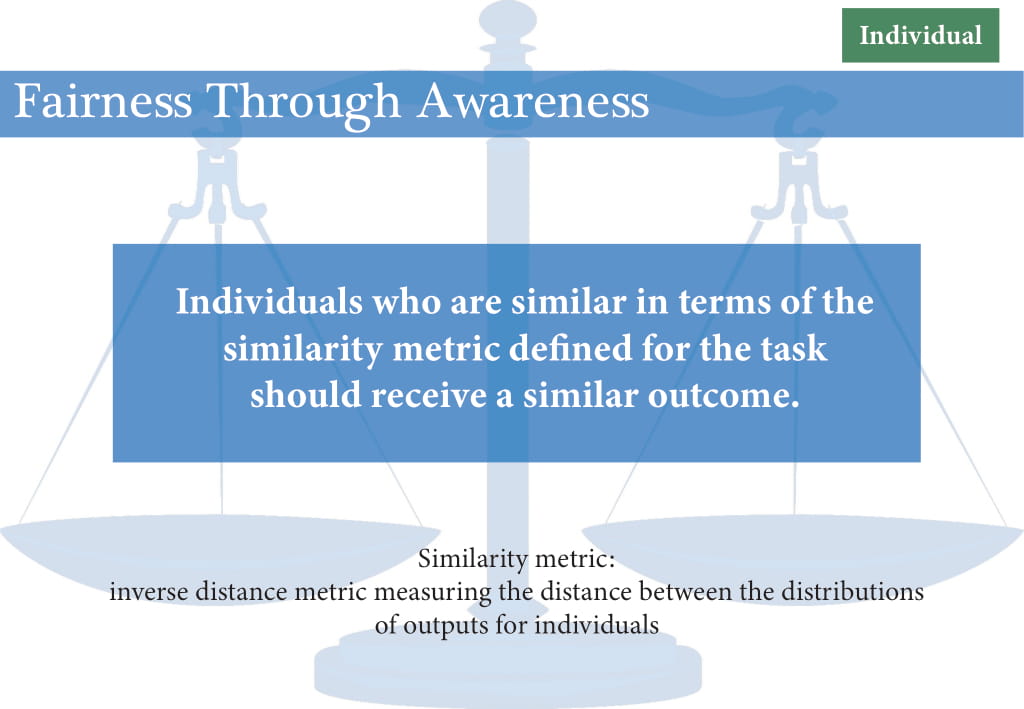 Individual
Fairness Through Awareness
Individuals who are similar in terms of the
similarity metric defined for the task
should receive a similar outcome.
Similarity metric:
inverse distance metric measuring the distance between the distributions
of outputs for individuals